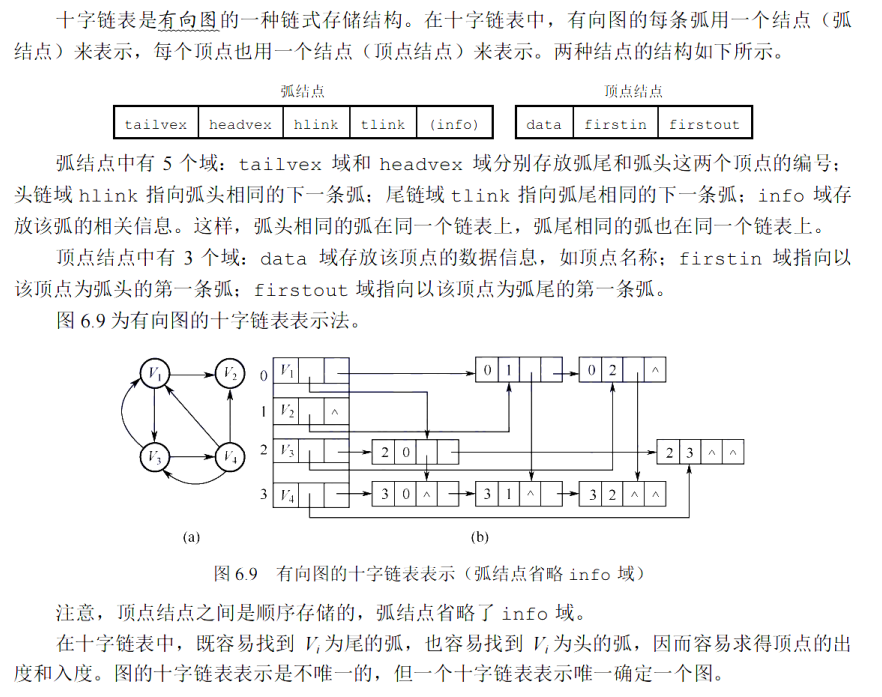 十字链表是有向图的一种链式存储结构。在十字链表中，有向图的每条弧用一个结点（弧
结点）来表示，每个顶点也用一个结点（顶点结点）来表示。两种结点的结构如下所示。
弧结点 顶点结点
tailvex headvex hlink tlink (info) data firstin firstout
弧结点中有 5 个域：tailvex 域和 headvex 域分别存放弧尾和弧头这两个顶点的编号；
头链域 hlink 指向弧头相同的下一条弧；尾链域 tlink 指向弧尾相同的下一条弧；info 域存
放该弧的相关信息。这样，弧头相同的弧在同一个链表上，弧尾相同的弧也在同一个链表上。
顶点结点中有 3 个域：data 域存放该顶点的数据信息，如顶点名称；firstin 域指向以
该顶点为弧头的第一条弧；firstout 域指向以该顶点为弧尾的第一条弧。
图 6.9 为有向图的十字链表表示法。
V1 V2 0 V1 0 1 0 2 ^
1 V2 ^
V3 V4 2 V3 2 0 2 3 ^ ^
3 V4 3 0 ^ 3 1 ^ 3 2 ^ ^
(a) (b)
图 6.9 有向图的十字链表表示（弧结点省略 info 域）
注意，顶点结点之间是顺序存储的，弧结点省略了 info 域。
在十字链表中，既容易找到 Vi 为尾的弧，也容易找到 Vi 为头的弧，因而容易求得顶点的出
度和入度。图的十字链表表示是不唯一的，但一个十字链表表示唯一确定一个图。